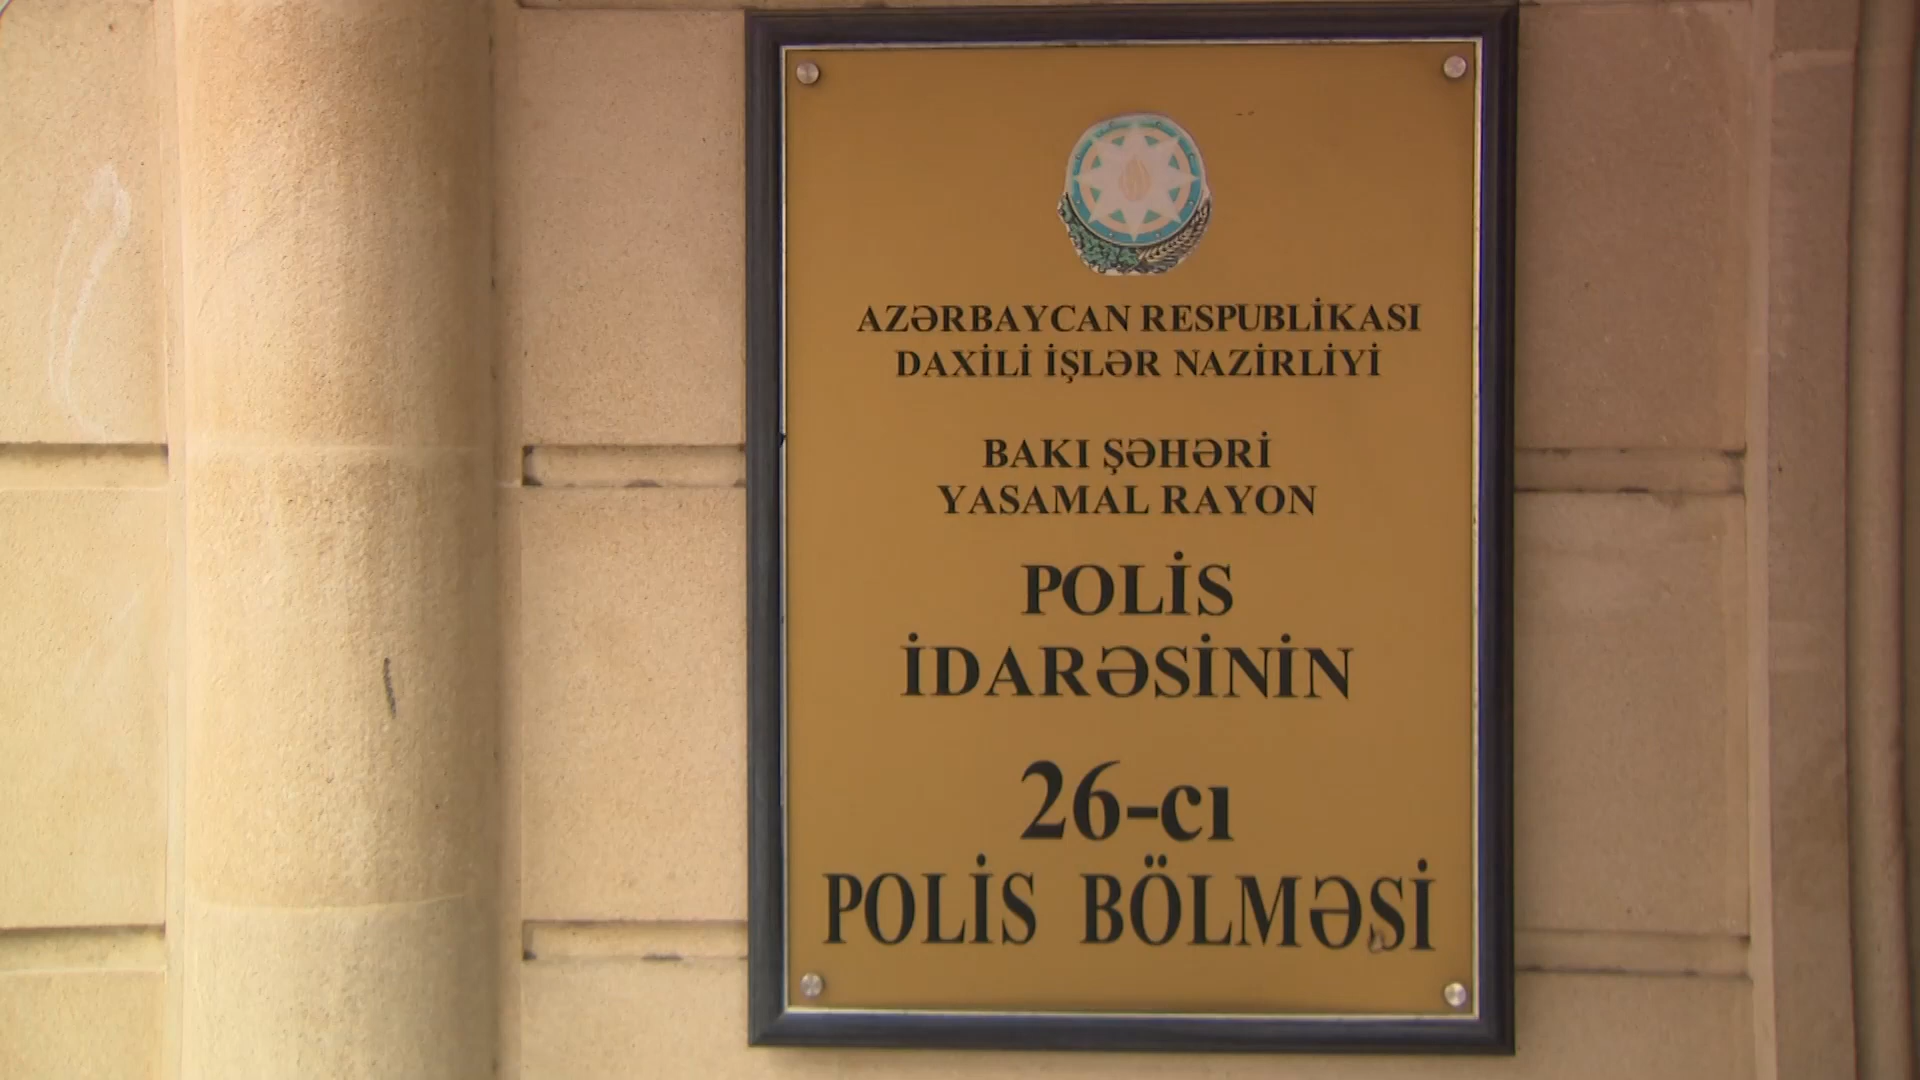 AZƏRBAYCAN RESPUBLİKASI
DAXİLİ İŞLƏR NAZİRLİYİ
BAKI ŞƏHƏRİ
YASAMAL RAYON
POLİS
İDARƏSİNİN
26-cı
POLİS BÖLMƏSİ